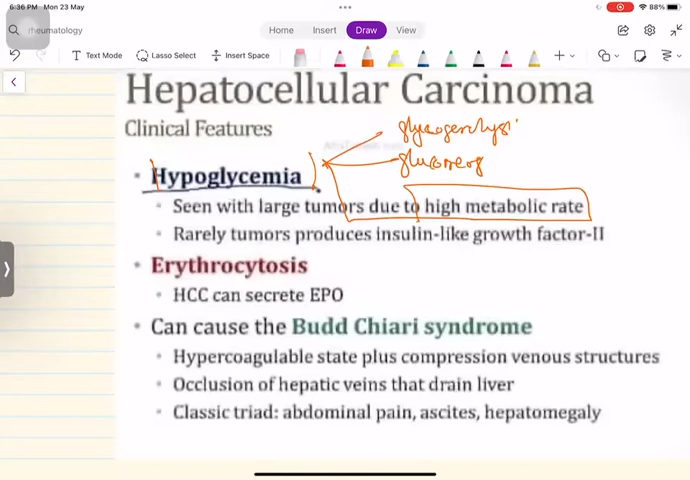 6:36 PM Mon 23 May
88%
rheumatology
Home Insert Draw View
Text Mode Lasso Select Insert Space
Hepatocellular Carcinoma
Clinical Features
glycogenolysi
gluconeog
Hypoglycemia
Seen with large tumors due to high metabolic rate
Rarely tumors produces insulin-like growth factor-II
Erythrocytosis
HCC can secrete EPO
Can cause the Budd Chiari syndrome
Hypercoagulable state plus compression venous structures
Occlusion of hepatic veins that drain liver
Classic triad: abdominal pain, ascites, hepatomegaly